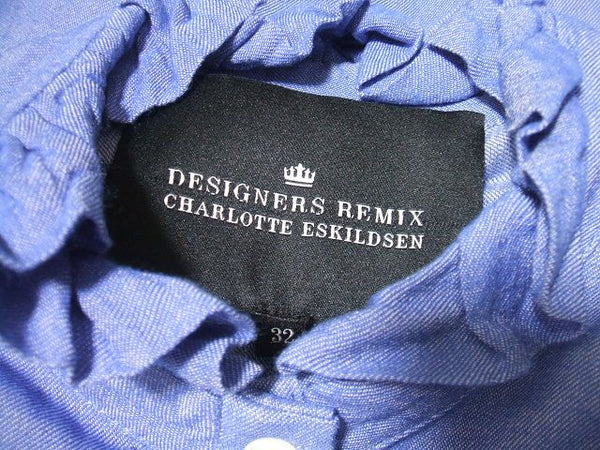 DESIGNERS REMIX
CHARLOTTE ESKILDSEN
32